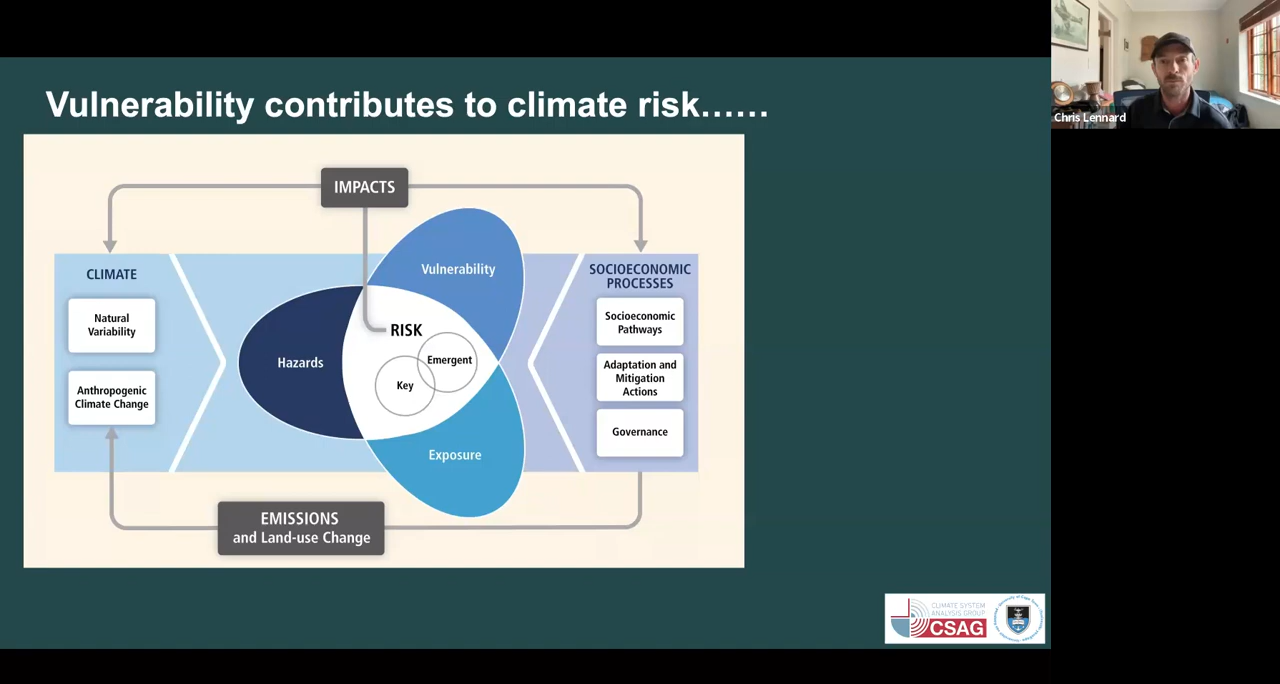 Vulnerability contributes to climate risk......
Chris Lennard
IMPACTS
CLIMATE
Natural
Variability
Anthropogenic
Climate Change
Vulnerability
Hazards
RISK
Emergent
Key
Exposure
SOCIOECONOMIC
PROCESSES
Socioeconomic
Pathways
Adaptation and
Mitigation
Actions
Governance
EMISSIONS
and Land-use Change
CLIMATE SYSTEM
ANALYSIS GROUP
CSAG